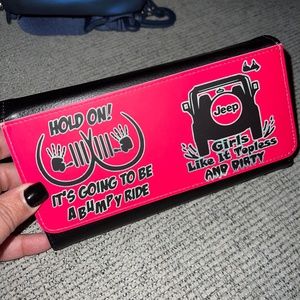 HOLD ON!
IT'S GOING TO BE
A BUMPY RIDE
Jeep
Girls
Like It Topless
AND DIRTY